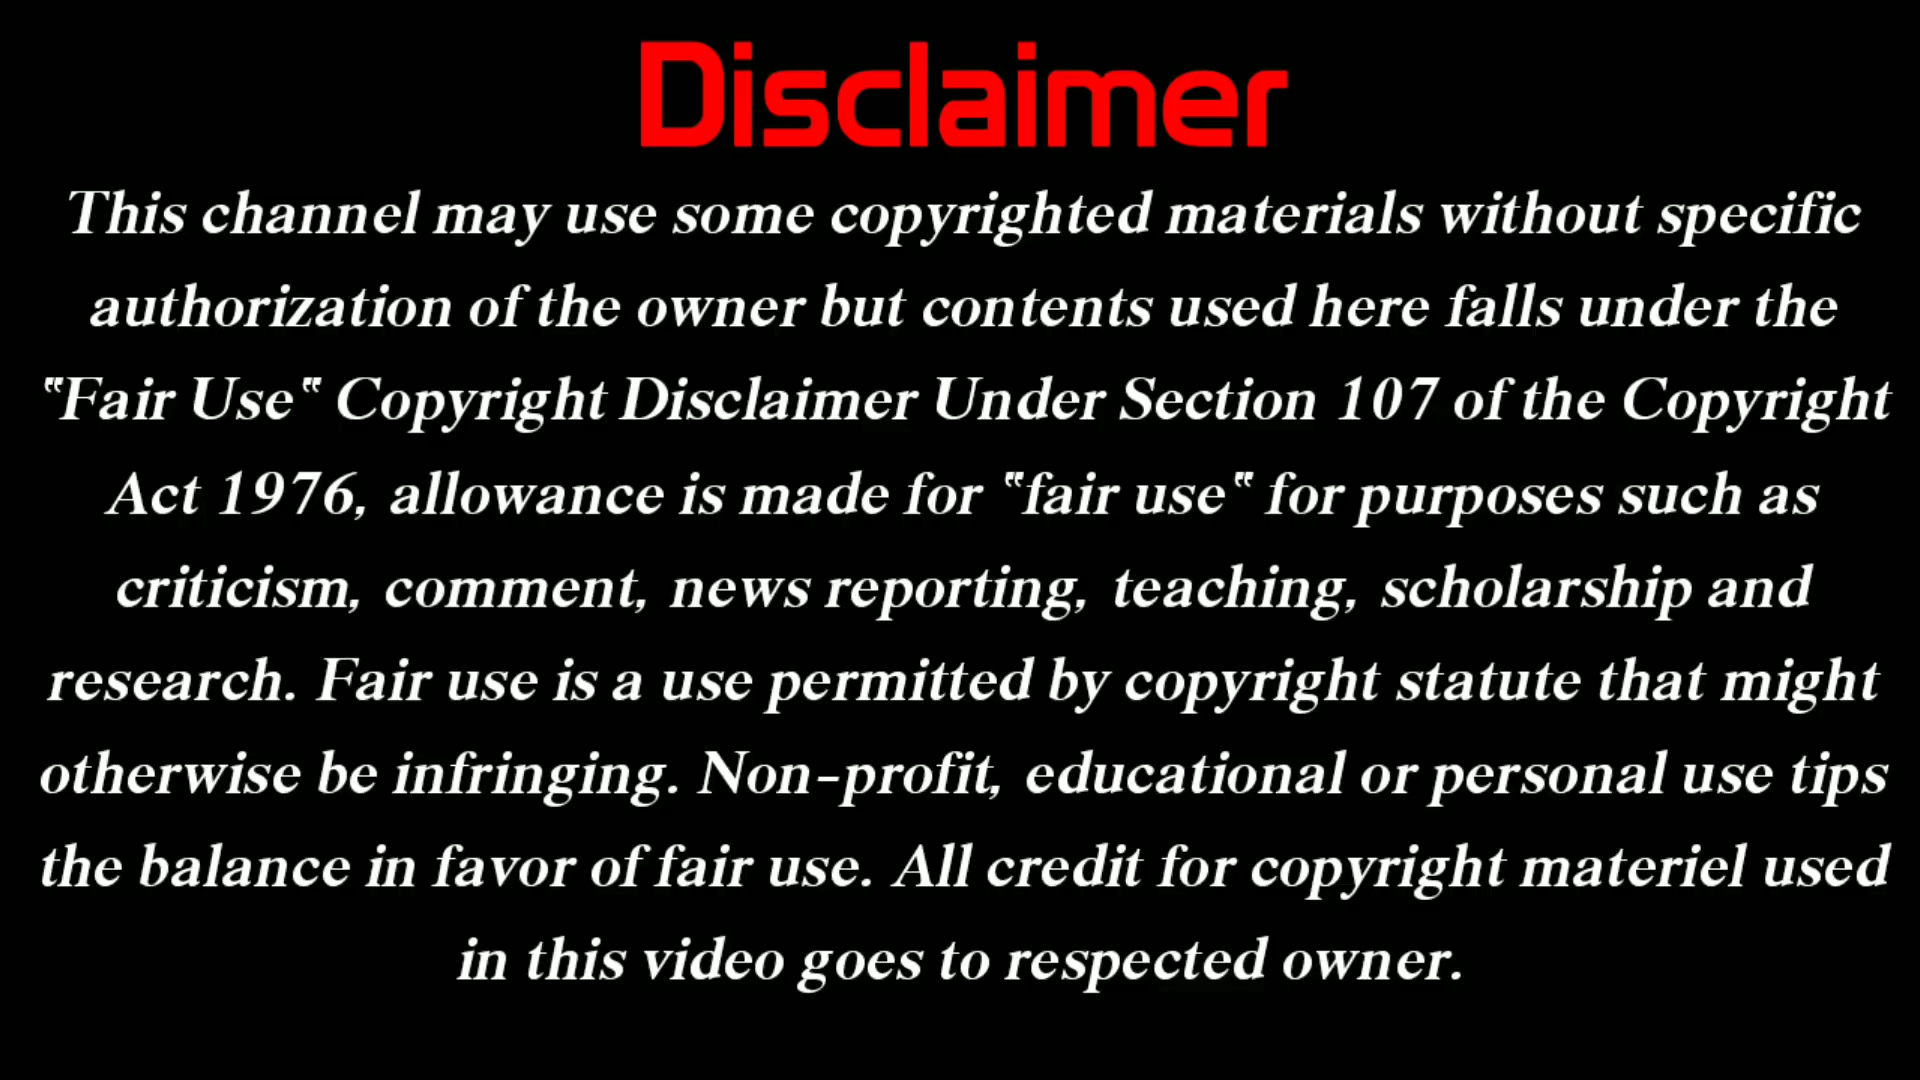 Disclaimer
This channel may use some copyrighted materials without specific
authorization of the owner but contents used here falls under the
“Fair Use“ Copyright Disclaimer Under Section 107 of the Copyright
Act 1976, allowance is made for “fair use“ for purposes such as
criticism, comment, news reporting, teaching, scholarship and
research. Fair use is a use permitted by copyright statute that might
otherwise be infringing. Non-profit, educational or personal use tips
the balance in favor of fair use. All credit for copyright materiel used
in this video goes to respected owner.